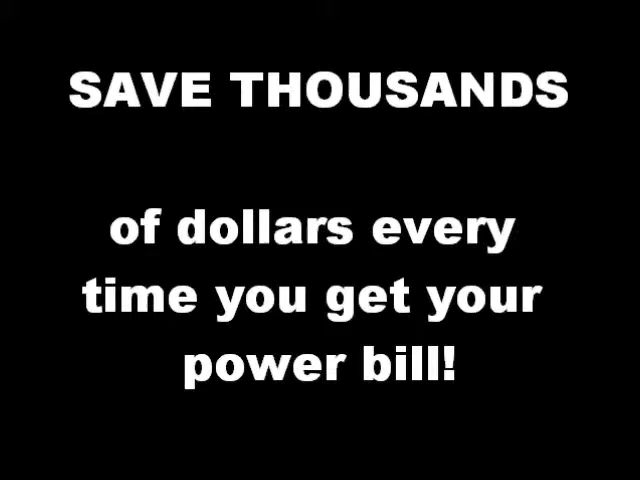 SAVE THOUSANDS
of dollars every
time you get your
power bill!